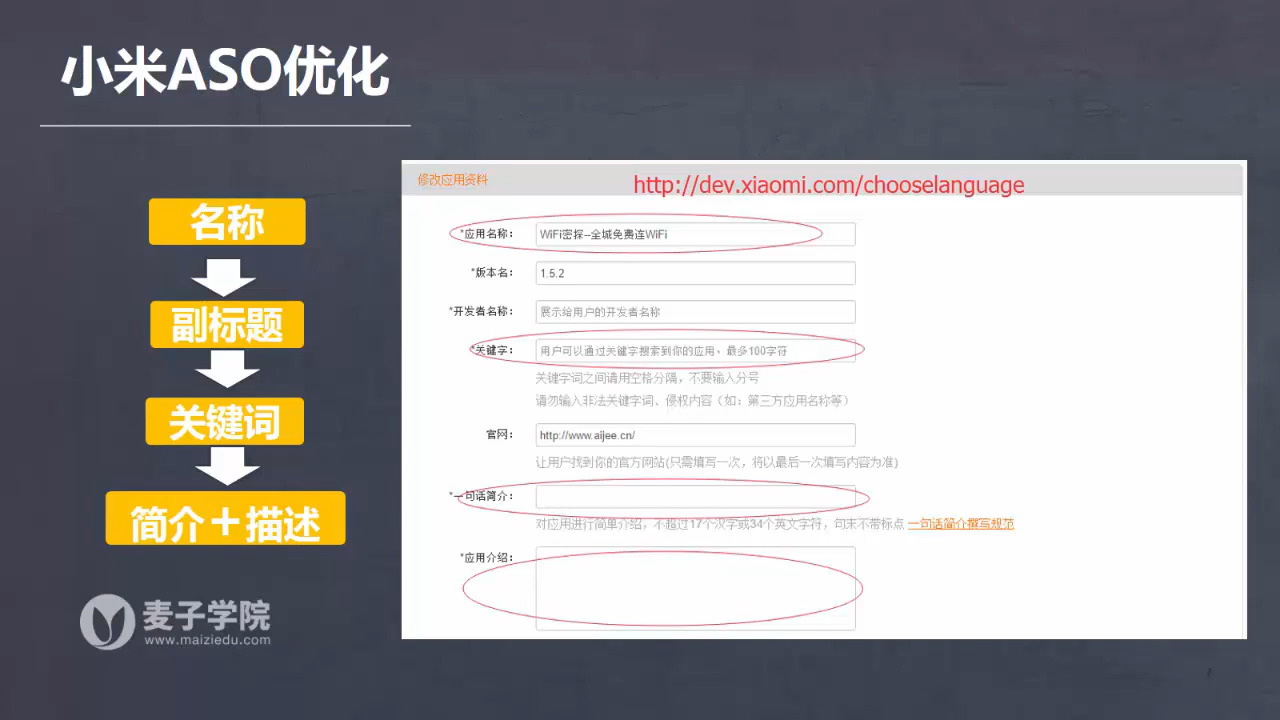 小米ASO优化
名称
副标题
关键词
简介＋描述
麦子学院
www.maiziedu.com
修改应用资料
http://dev.xiaomi.com/chooselanguage
*应用名称： WiFi密探--全城免费连WiFi
*版本名： 1.5.2
*开发者名称： 展示给用户的开发者名称
*关键字： 用户可以通过关键字搜索到你的应用、最多100字符
关键字词之间请用空格分隔，不要输入分号
请勿输入非法关键字词、侵权内容（如：第三方应用名称等）
官网： http://www.aijee.cn/
让用户找到你的官方网站(只需填写一次，将以最后一次填写内容为准)
*一句话简介：
对应用进行简单介绍，不超过17个汉字或34个英文字符，句末不带标点 一句话简介撰写规范
*应用介绍：